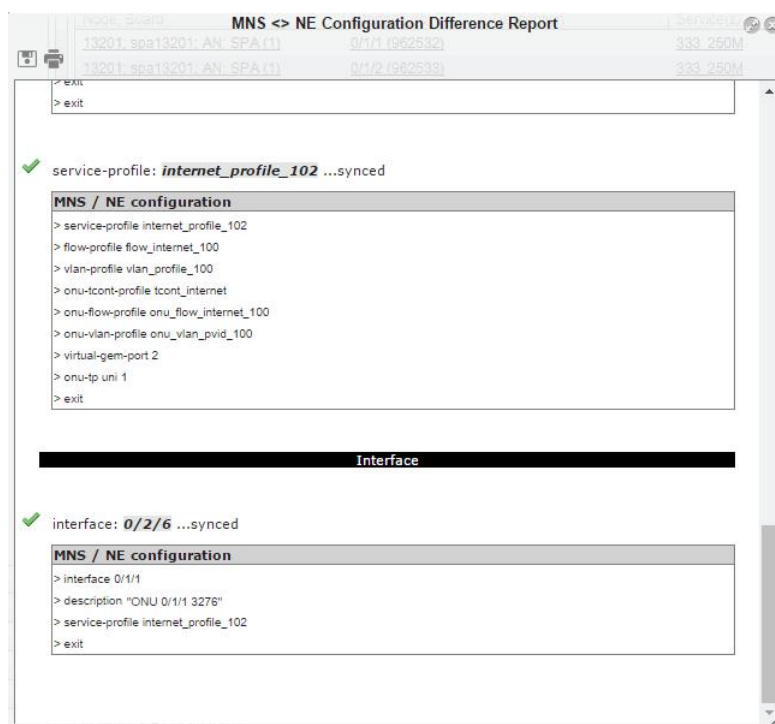 Node, Board
MNS <> NE Configuration Difference Report
13201; spa13201; AN: SPA (1) 0/1/1 (962532) 333_250M
13201; spa13201; AN: SPA (1) 0/1/2 (962533) 333_250M
> exit
> exit
service-profile: internet_profile_102 ...synced
MNS / NE configuration
> service-profile internet_profile_102
> flow-profile flow_internet_100
> vlan-profile vlan_profile_100
> onu-tcont-profile tcont_internet
> onu-flow-profile onu_flow_internet_100
> onu-vlan-profile onu_vlan_pvid_100
> virtual-gem-port 2
> onu-tp uni 1
> exit
Interface
interface: 0/2/6 ...synced
MNS / NE configuration
> interface 0/1/1
> description "ONU 0/1/1 3276"
> service-profile internet_profile_102
> exit